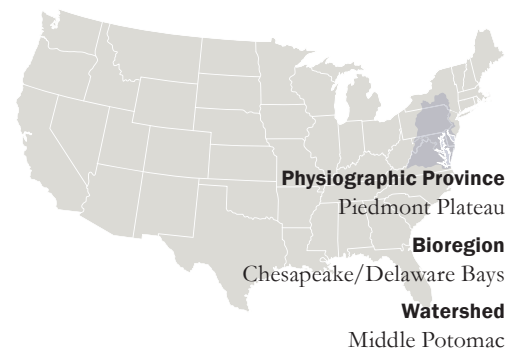 Physiographic Province
Piedmont Plateau
Bioregion
Chesapeake/Delaware Bays
Watershed
Middle Potomac